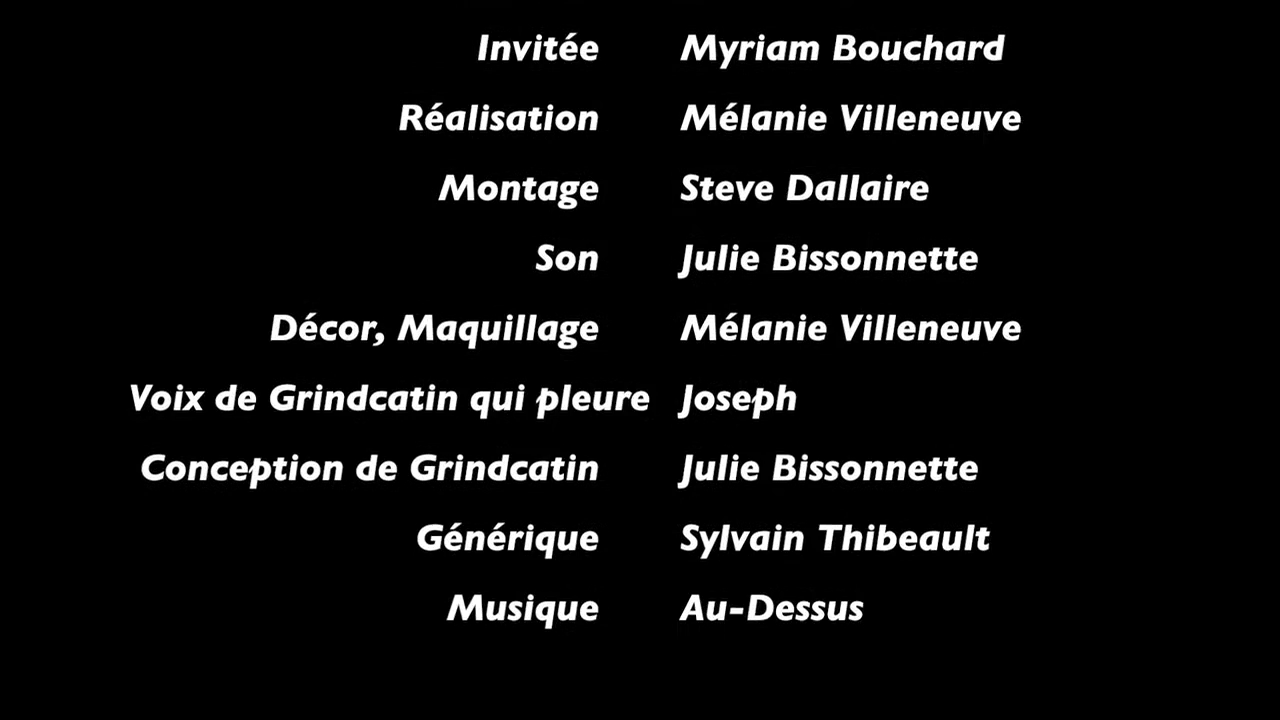 Invitée Myriam Bouchard
Réalisation Mélanie Villeneuve
Montage Steve Dallaire
Son Julie Bissonnette
Décor, Maquillage Mélanie Villeneuve
Voix de Grindcatin qui pleure Joseph
Conception de Grindcatin Julie Bissonnette
Générique Sylvain Thibeault
Musique Au-Dessus